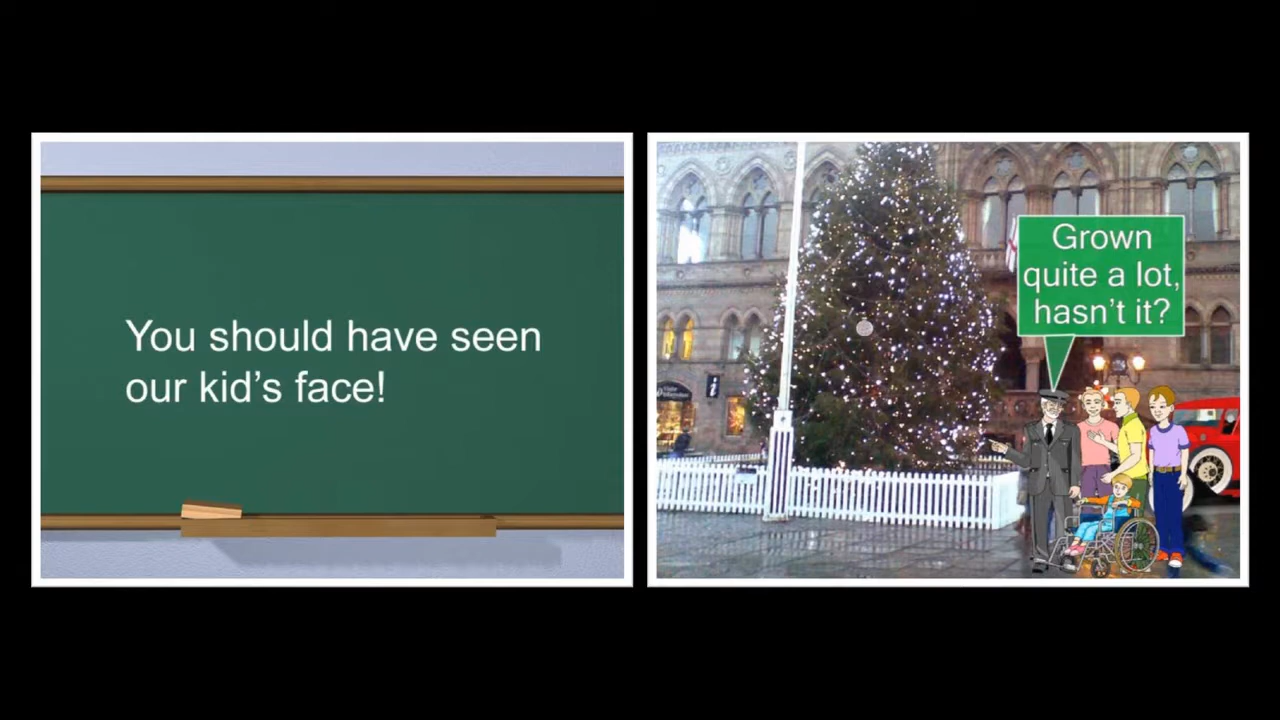 You should have seen
our kid's face!
Grown
quite a lot,
hasn't it?